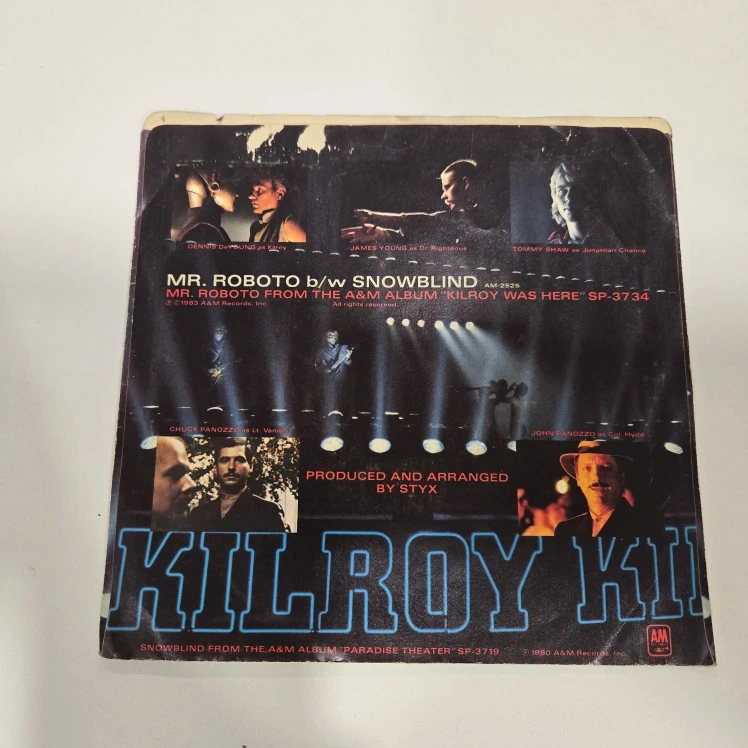 DENNIS DeYOUNG as Kilroy
JAMES YOUNG as Dr. Righteous
TOMMY SHAW as Jonathan Chance
MR. ROBOTO b/w SNOWBLIND AM-2525
MR. ROBOTO FROM THE A&M ALBUM "KILROY WAS HERE" SP-3734
℗ © 1983 A&M Records, Inc. All rights reserved.
CHUCK PANOZZO as Lt. Vanish
JOHN PANOZZO as Col. Hyde
PRODUCED AND ARRANGED
BY STYX
KILROY KIL
AM
SNOWBLIND FROM THE A&M ALBUM "PARADISE THEATER" SP-3719 ℗ 1980 A&M Records, Inc.